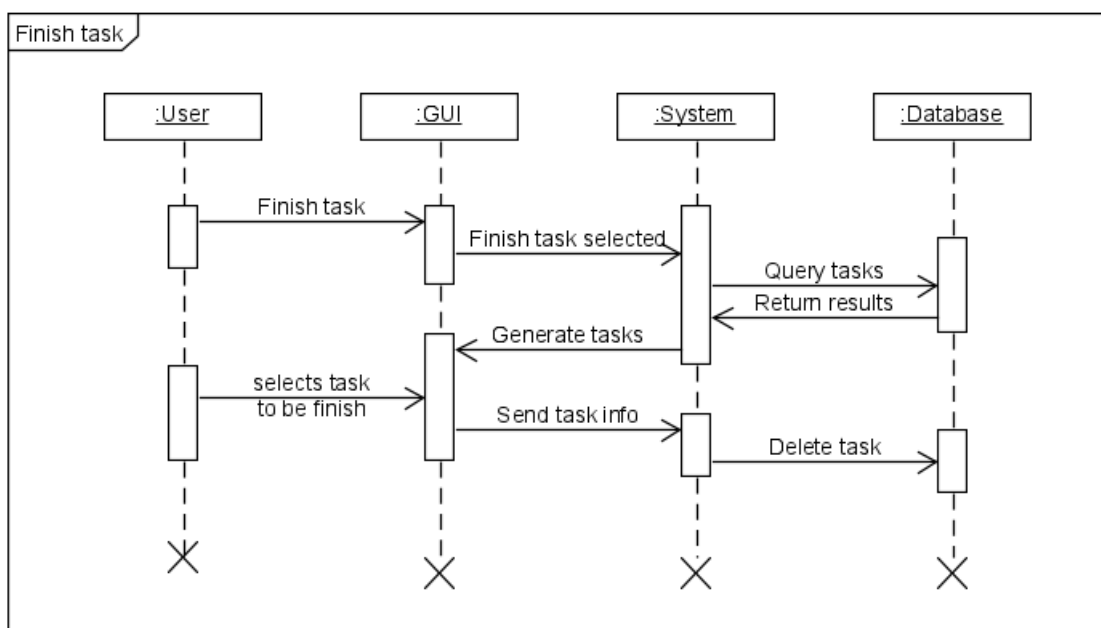 Finish task
:User
:GUI
:System
:Database
Finish task
Finish task selected
Query tasks
Return results
Generate tasks
selects task
to be finish
Send task info
Delete task